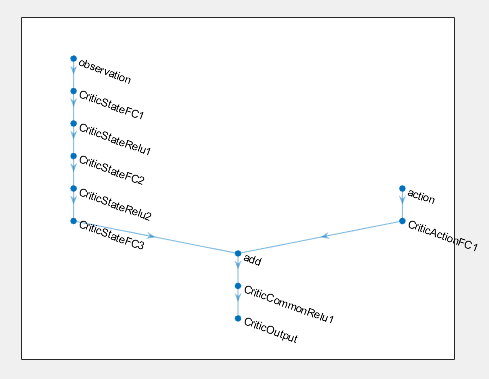 observation
CriticStateFC1
CriticStateRelu1
CriticStateFC2
CriticStateRelu2
CriticStateFC3
action
CriticActionFC1
add
CriticCommonRelu1
CriticOutput